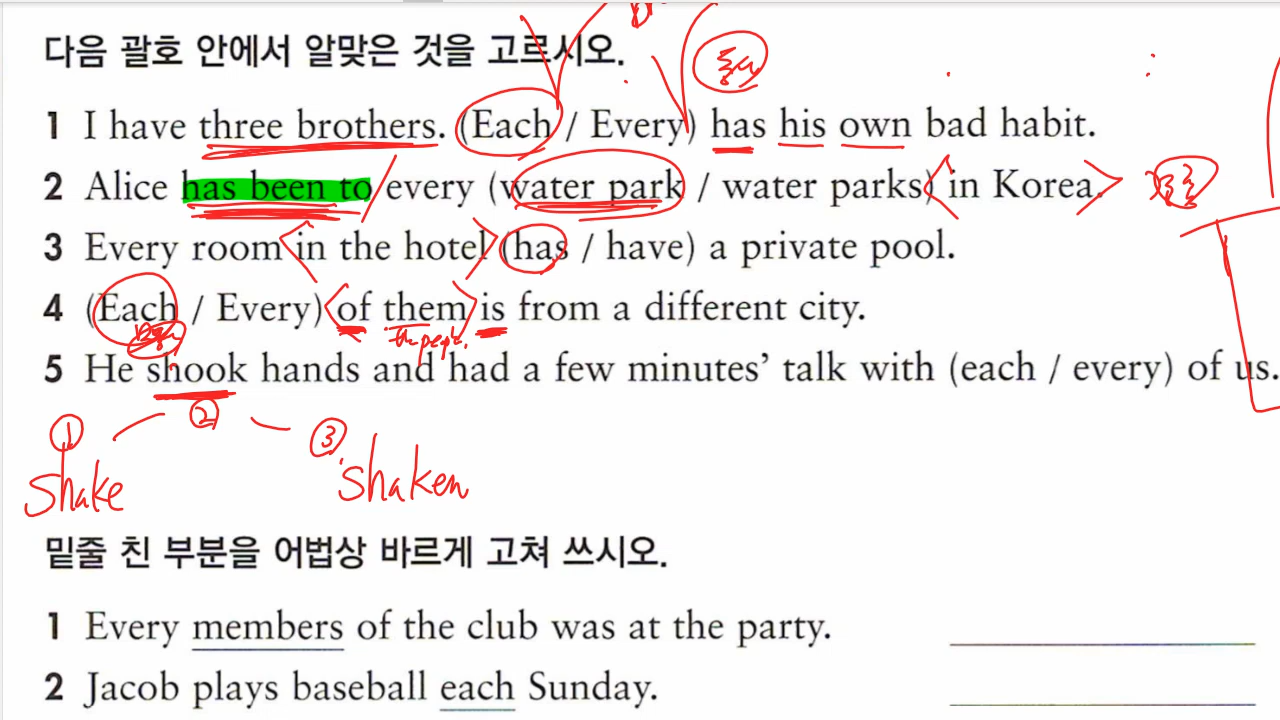 다음 괄호 안에서 알맞은 것을 고르시오.
1 I have three brothers. (Each / Every) has his own bad habit.
2 Alice has been to every (water park / water parks) in Korea.
3 Every room in the hotel (has / have) a private pool.
4 (Each / Every) of them is from a different city.
the people.
5 He shook hands and had a few minutes’ talk with (each / every) of us.
① ② ③
shake shaken
밑줄 친 부분을 어법상 바르게 고쳐 쓰시오.
1 Every members of the club was at the party.
2 Jacob plays baseball each Sunday.